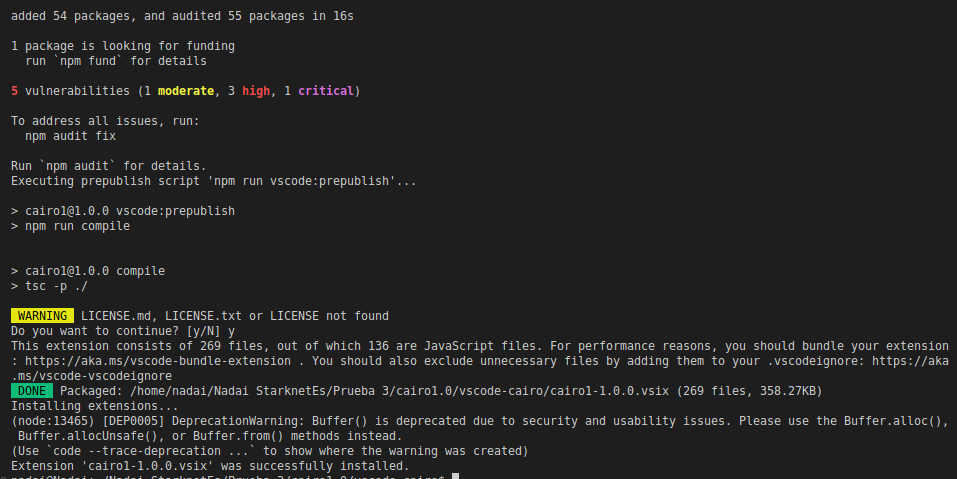 added 54 packages, and audited 55 packages in 16s
1 package is looking for funding
run `npm fund` for details
5 vulnerabilities (1 moderate, 3 high, 1 critical)
To address all issues, run:
npm audit fix
Run `npm audit` for details.
Executing prepublish script 'npm run vscode:prepublish'...
> cairo1@1.0.0 vscode:prepublish
> npm run compile
> cairo1@1.0.0 compile
> tsc -p ./
WARNING LICENSE.md, LICENSE.txt or LICENSE not found
Do you want to continue? [y/N] y
This extension consists of 269 files, out of which 136 are JavaScript files. For performance reasons, you should bundle your extension
: https://aka.ms/vscode-bundle-extension . You should also exclude unnecessary files by adding them to your .vscodeignore: https://aka
.ms/vscode-vscodeignore
DONE Packaged: /home/nadai/Nadai StarknetEs/Prueba 3/cairo1.0/vscode-cairo/cairo1-1.0.0.vsix (269 files, 358.27KB)
Installing extensions...
(node:13465) [DEP0005] DeprecationWarning: Buffer() is deprecated due to security and usability issues. Please use the Buffer.alloc(),
Buffer.allocUnsafe(), or Buffer.from() methods instead.
(Use `code --trace-deprecation ...` to show where the warning was created)
Extension 'cairo1-1.0.0.vsix' was successfully installed.